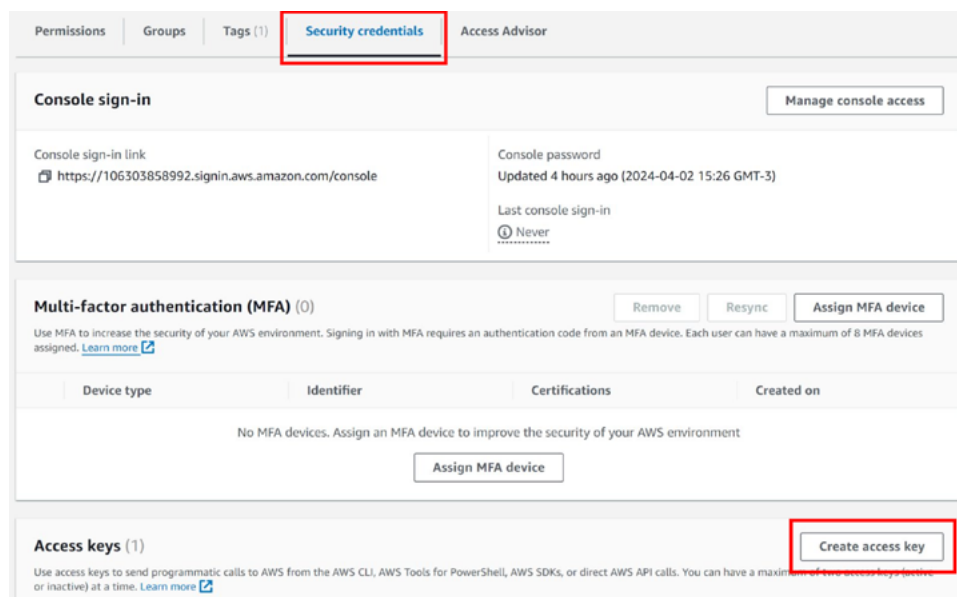 Permissions Groups Tags (1) Security credentials Access Advisor
Console sign-in
Manage console access
Console sign-in link
https://106303858992.signin.aws.amazon.com/console
Console password
Updated 4 hours ago (2024-04-02 15:26 GMT-3)
Last console sign-in
Never
Multi-factor authentication (MFA) (0)
Remove Resync Assign MFA device
Use MFA to increase the security of your AWS environment. Signing in with MFA requires an authentication code from an MFA device. Each user can have a maximum of 8 MFA devices
assigned. Learn more
Device type Identifier Certifications Created on
No MFA devices. Assign an MFA device to improve the security of your AWS environment
Assign MFA device
Access keys (1)
Create access key
Use access keys to send programmatic calls to AWS from the AWS CLI, AWS Tools for PowerShell, AWS SDKs, or direct AWS API calls. You can have a maximum of two access keys (active
or inactive) at a time. Learn more